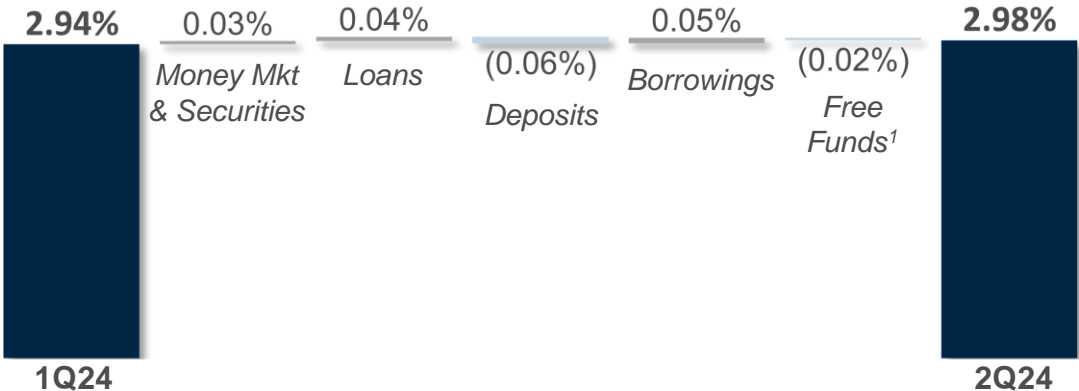 2.94%
0.03%
0.04%
(0.06%)
0.05%
(0.02%)
2.98%
Money Mkt
& Securities
Loans
Deposits
Borrowings
Free
Funds¹
1Q24
2Q24